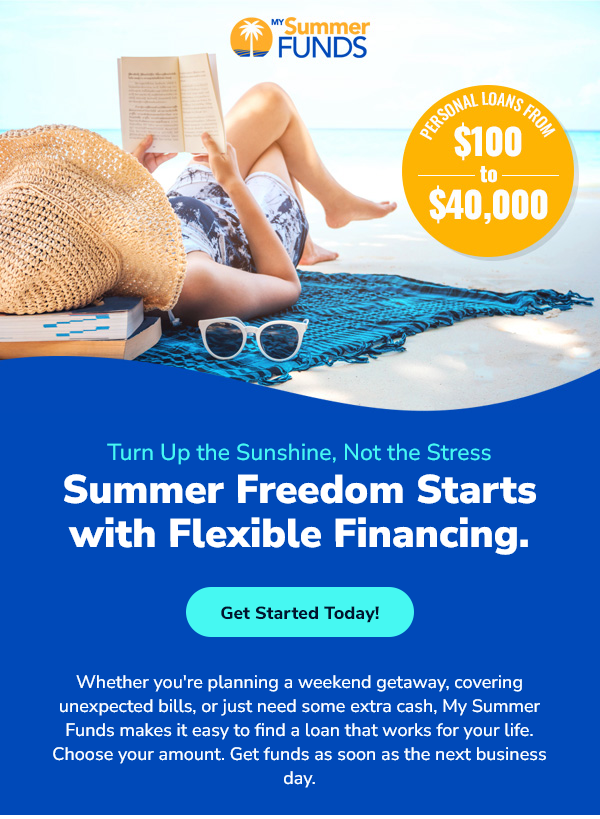 MY Summer
FUNDS
PERSONAL LOANS FROM
$100
to
$40,000
Turn Up the Sunshine, Not the Stress
Summer Freedom Starts
with Flexible Financing.
Get Started Today!
Whether you're planning a weekend getaway, covering
unexpected bills, or just need some extra cash, My Summer
Funds makes it easy to find a loan that works for your life.
Choose your amount. Get funds as soon as the next business
day.